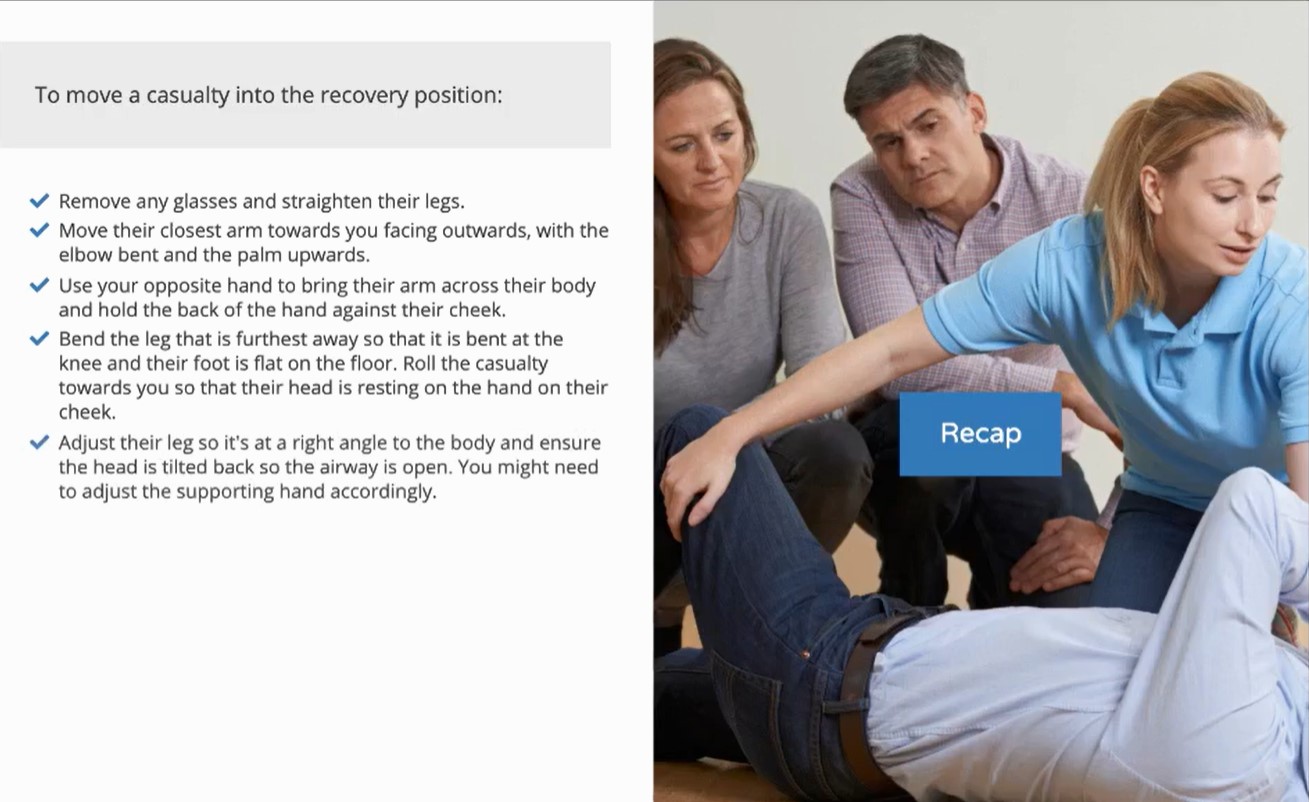 To move a casualty into the recovery position:
Remove any glasses and straighten their legs.
Move their closest arm towards you facing outwards, with the
elbow bent and the palm upwards.
Use your opposite hand to bring their arm across their body
and hold the back of the hand against their cheek.
Bend the leg that is furthest away so that it is bent at the
knee and their foot is flat on the floor. Roll the casualty
towards you so that their head is resting on the hand on their
cheek.
Adjust their leg so it's at a right angle to the body and ensure
the head is tilted back so the airway is open. You might need
to adjust the supporting hand accordingly.
Recap